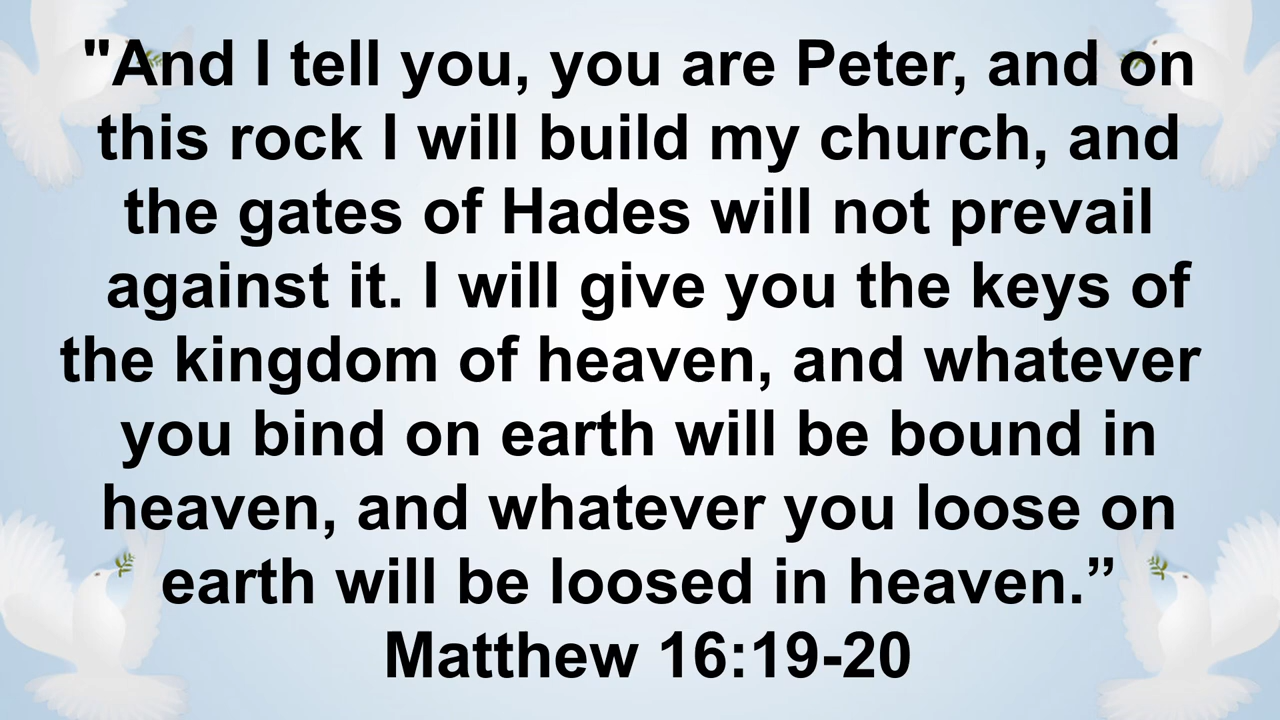 "And I tell you, you are Peter, and on
this rock I will build my church, and
the gates of Hades will not prevail
against it. I will give you the keys of
the kingdom of heaven, and whatever
you bind on earth will be bound in
heaven, and whatever you loose on
earth will be loosed in heaven.”
Matthew 16:19-20